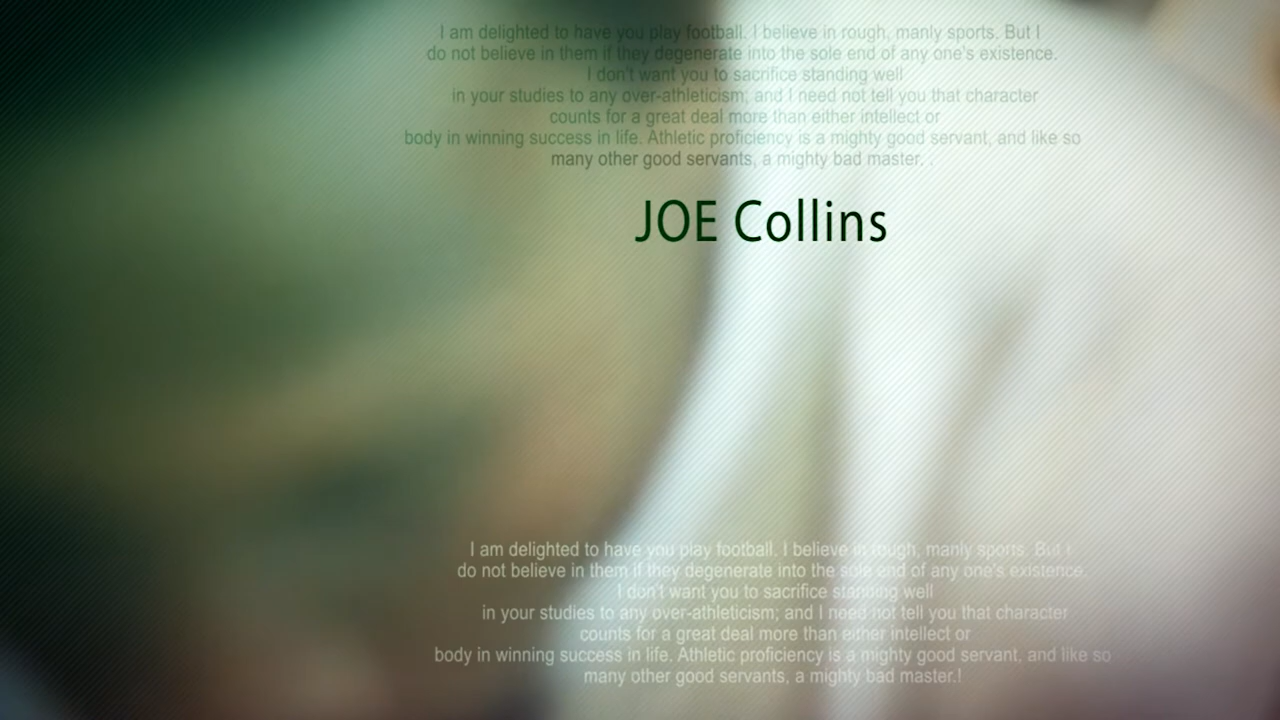 I am delighted to have you play football. I believe in rough, manly sports. But I
do not believe in them if they degenerate into the sole end of any one's existence.
I don't want you to sacrifice standing well
in your studies to any over-athleticism; and I need not tell you that character
counts for a great deal more than either intellect or
body in winning success in life. Athletic proficiency is a mighty good servant, and like so
many other good servants, a mighty bad master. .
JOE Collins
I am delighted to have you play football. I believe in rough, manly sports. But I
do not believe in them if they degenerate into the sole end of any one's existence.
I don't want you to sacrifice standing well
in your studies to any over-athleticism; and I need not tell you that character
counts for a great deal more than either intellect or
body in winning success in life. Athletic proficiency is a mighty good servant, and like so
many other good servants, a mighty bad master.!